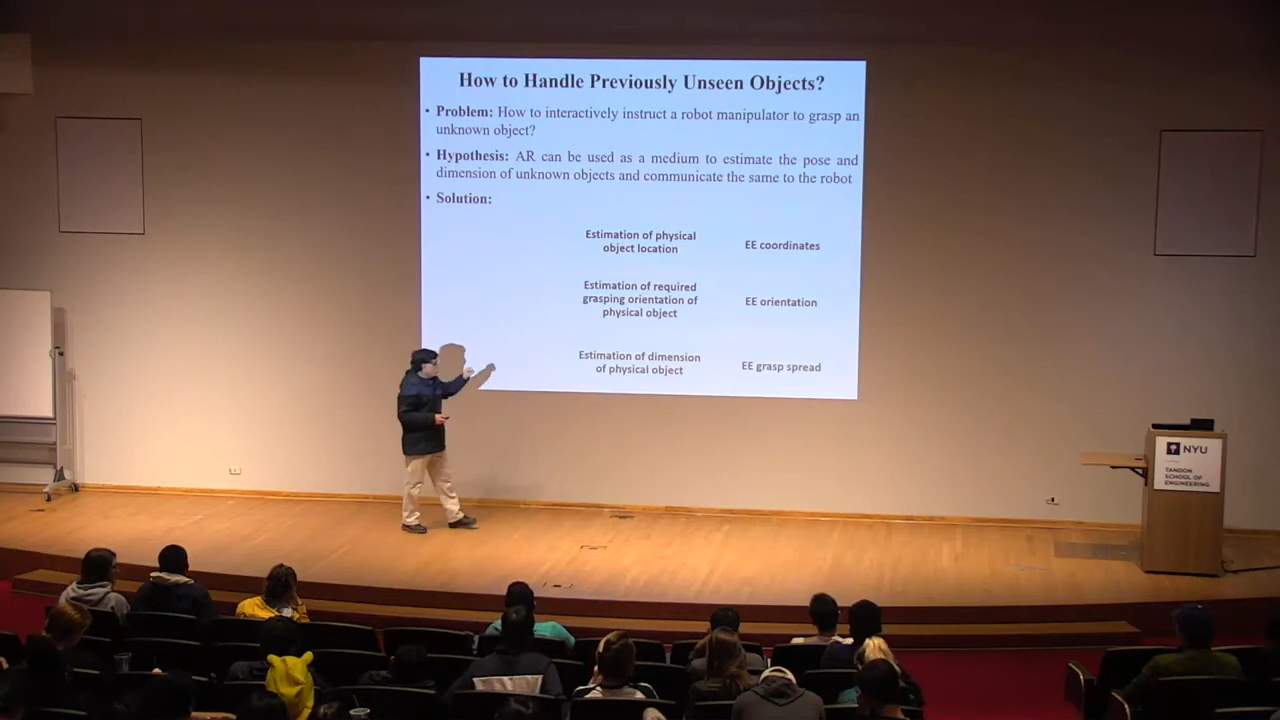 How to Handle Previously Unseen Objects?
• Problem: How to interactively instruct a robot manipulator to grasp an
unknown object?
• Hypothesis: AR can be used as a medium to estimate the pose and
dimension of unknown objects and communicate the same to the robot
• Solution:
Estimation of physical
object location
EE coordinates
Estimation of required
grasping orientation of
physical object
EE orientation
Estimation of dimension
of physical object
EE grasp spread
NYU
TANDON
SCHOOL OF
ENGINEERING